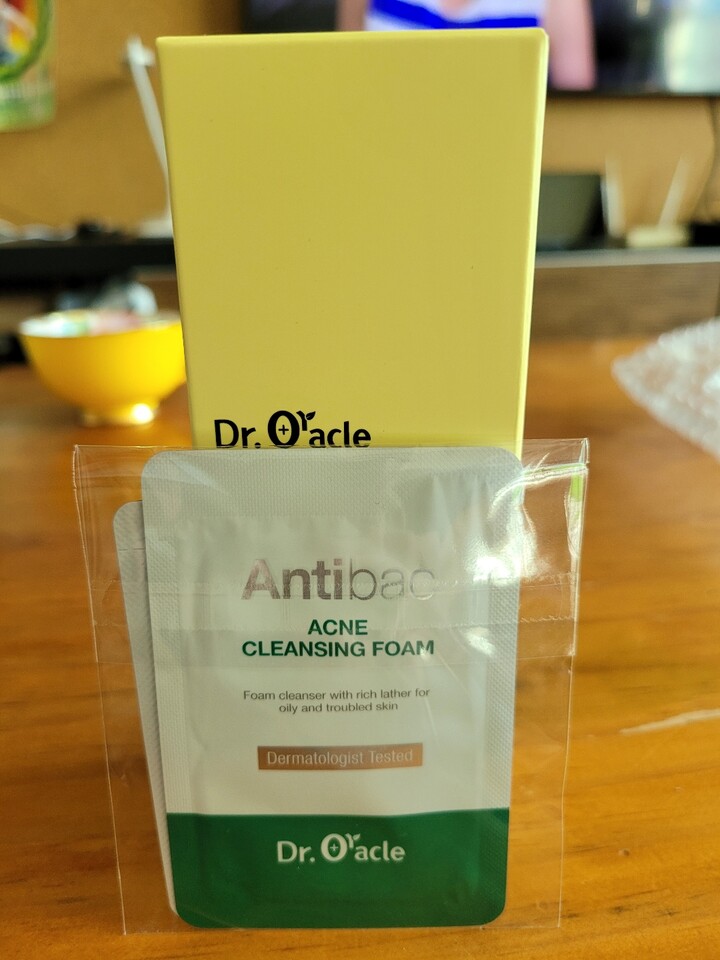 Dr. Oracle
Antibac
ACNE
CLEANSING FOAM
Foam cleanser with rich lather for
oily and troubled skin
Dermatologist Tested
Dr. Oracle